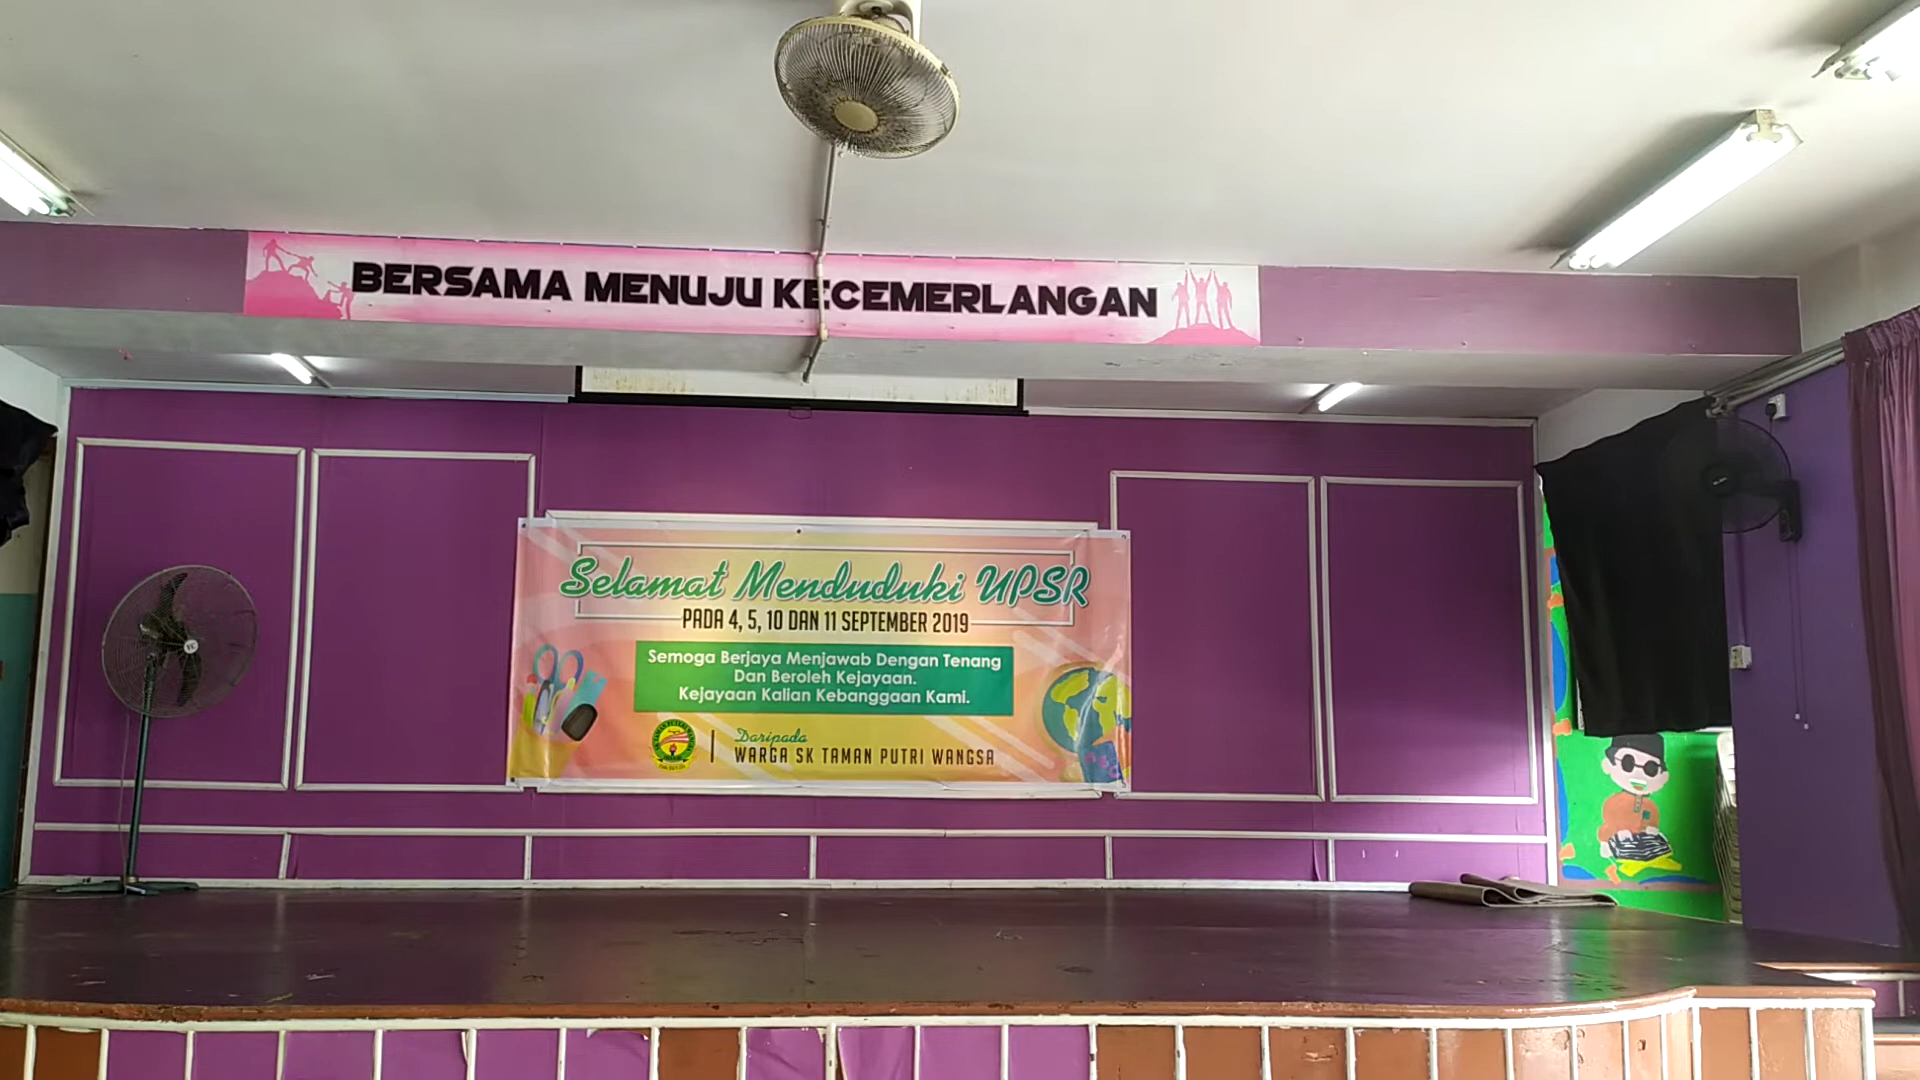 BERSAMA MENUJU KECEMERLANGAN
Selamat Menduduki UPSR
PADA 4, 5, 10 DAN 11 SEPTEMBER 2019
Semoga Berjaya Menjawab Dengan Tenang
Dan Beroleh Kejayaan.
Kejayaan Kalian Kebanggaan Kami.
Daripada
WARGA SK TAMAN PUTRI WANGSA